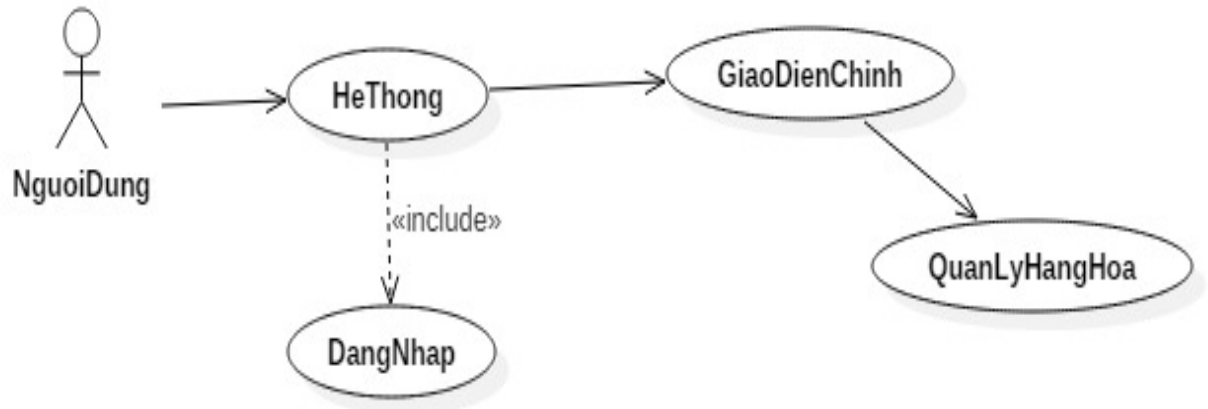 GiaoDienChinh
HeThong
NguoiDung
«include»
QuanLyHangHoa
DangNhap